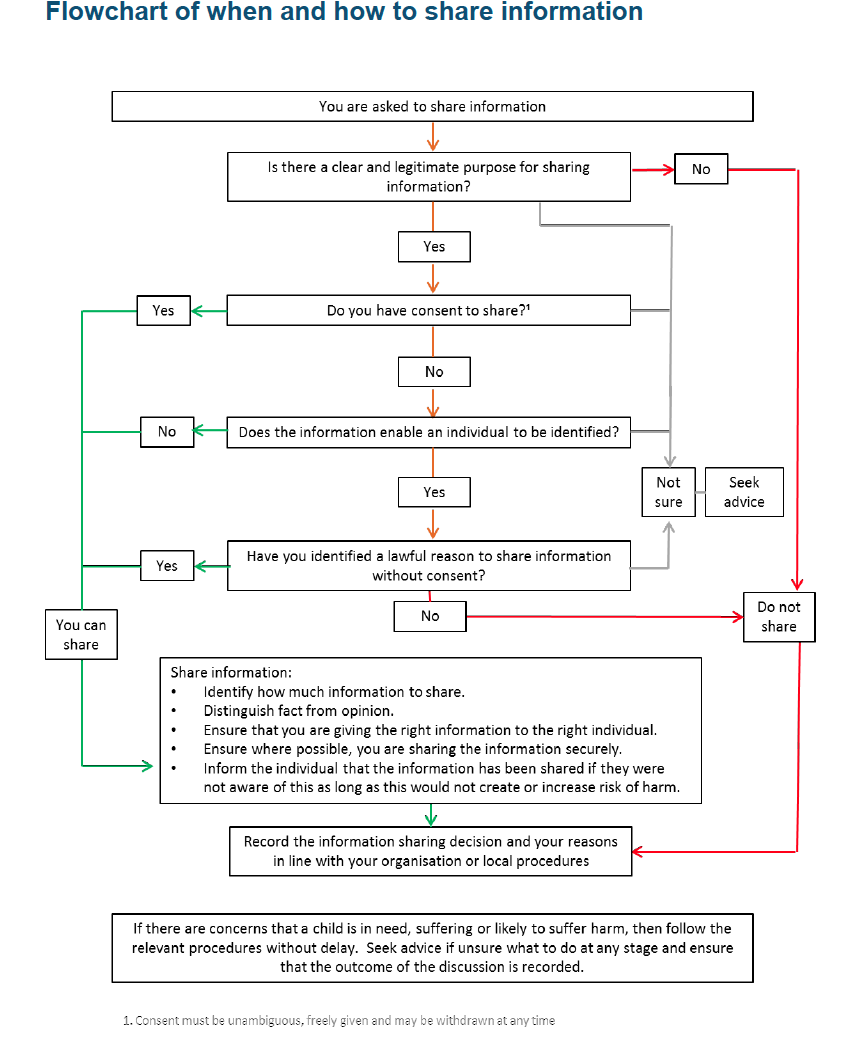 Flowchart of when and how to share information
You are asked to share information
Is there a clear and legitimate purpose for sharing
information?
No
Yes
Yes
Do you have consent to share?¹
No
No
Does the information enable an individual to be identified?
Yes
Not
sure
Seek
advice
Yes
Have you identified a lawful reason to share information
without consent?
No
Do not
share
You can
share
Share information:
• Identify how much information to share.
• Distinguish fact from opinion.
• Ensure that you are giving the right information to the right individual.
• Ensure where possible, you are sharing the information securely.
• Inform the individual that the information has been shared if they were
not aware of this as long as this would not create or increase risk of harm.
Record the information sharing decision and your reasons
in line with your organisation or local procedures
If there are concerns that a child is in need, suffering or likely to suffer harm, then follow the
relevant procedures without delay. Seek advice if unsure what to do at any stage and ensure
that the outcome of the discussion is recorded.
1. Consent must be unambiguous, freely given and may be withdrawn at any time